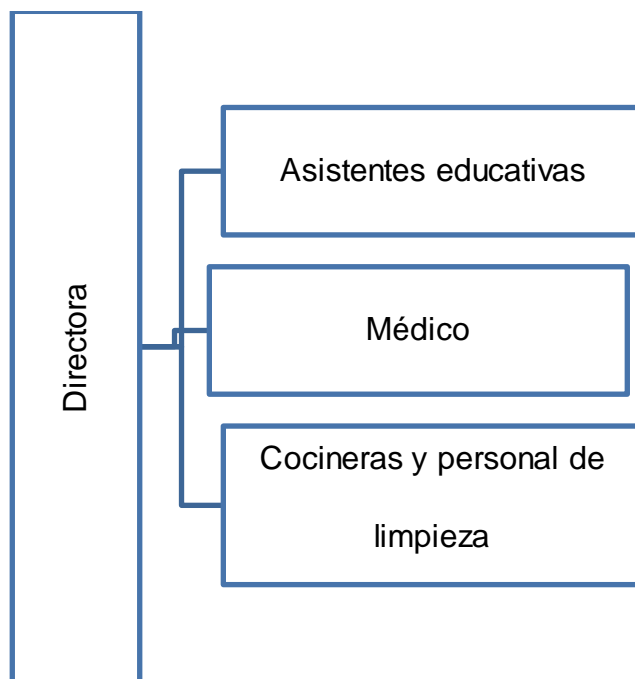 Directora
Asistentes educativas
Médico
Cocineras y personal de
limpieza